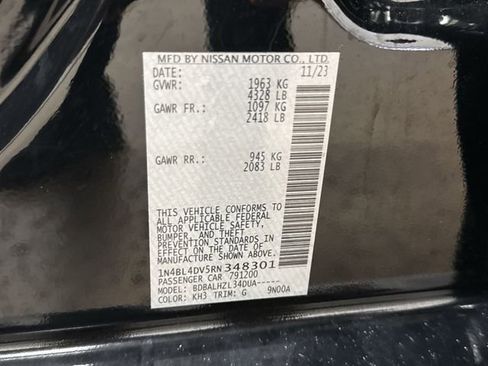 MFD BY NISSAN MOTOR CO., LTD.
DATE: 11/23
GVWR: 1963 KG
4328 LB
GAWR FR.: 1097 KG
2418 LB
GAWR RR.: 945 KG
2083 LB
THIS VEHICLE CONFORMS TO
ALL APPLICABLE FEDERAL
MOTOR VEHICLE SAFETY,
BUMPER, AND THEFT
PREVENTION STANDARDS IN
EFFECT ON THE DATE OF
MANUFACTURE SHOWN ABOVE.
1N4BL4DV5RN348301
PASSENGER CAR 791200
MODEL: BDBALHZL34DUA-----
COLOR: KH3 TRIM: G 9N00A